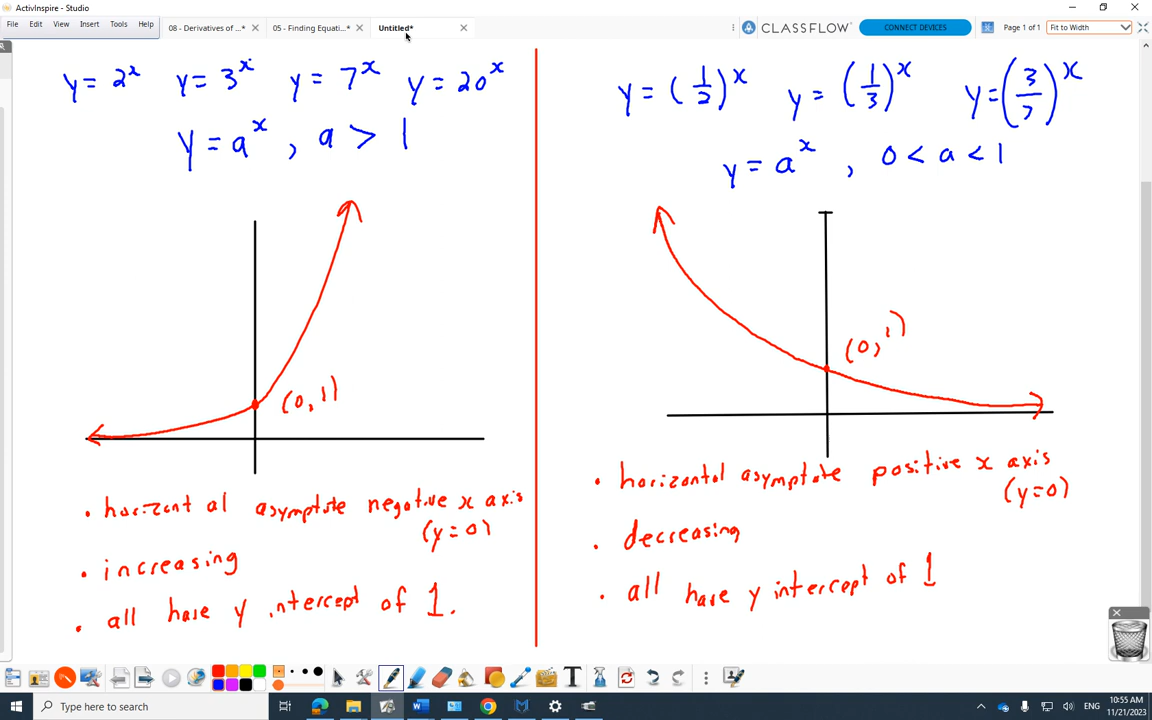 ActivInspire - Studio
File Edit View Insert Tools Help
08 - Derivatives of ...* 05 - Finding Equati...* Untitled* CLASSFLOW CONNECT DEVICES Page 1 of 1 Fit to Width
y = 2^x y = 3^x y = 7^x y = 20^x
y = a^x, a > 1
(0, 1)
• horizontal asymptote negative x axis
(y = 0)
• increasing
• all have y intercept of 1.
y = (1/2)^x y = (1/3)^x y = (3/7)^x
y = a^x, 0 < a < 1
(0, 1)
• horizontal asymptote positive x axis
(y=0)
• decreasing
• all have y intercept of 1
Type here to search
ENG
10:55 AM
11/21/2023